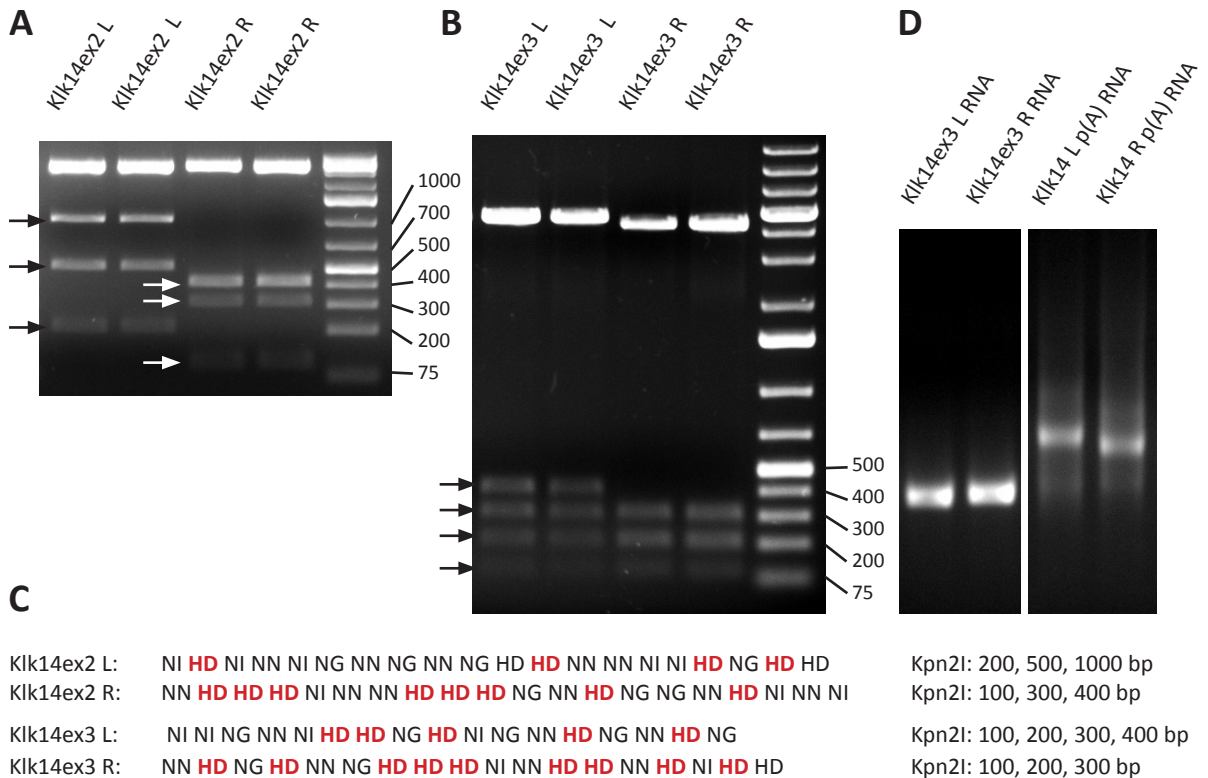 A
Klk14ex2 L
Klk14ex2 L
Klk14ex2 R
Klk14ex2 R
1000
700
500
400
300
200
75
B
Klk14ex3 L
Klk14ex3 L
Klk14ex3 R
Klk14ex3 R
500
400
300
200
75
D
Klk14ex3 L RNA
Klk14ex3 R RNA
Klk14 L p(A) RNA
Klk14 R p(A) RNA
C
Klk14ex2 L: NI HD NI NN NI NG NN NG NN NG HD HD NN NN NI NI HD NG HD HD Kpn2I: 200, 500, 1000 bp
Klk14ex2 R: NN HD HD HD NI NN NN HD HD HD NG NN HD NG NG NN HD NI NN NI Kpn2I: 100, 300, 400 bp
Klk14ex3 L: NI NI NG NN NI HD HD NG HD NI NG NN HD NG NN HD NG Kpn2I: 100, 200, 300, 400 bp
Klk14ex3 R: NN HD NG HD NN NG HD HD HD NI NN HD HD NN HD NI HD HD Kpn2I: 100, 200, 300 bp